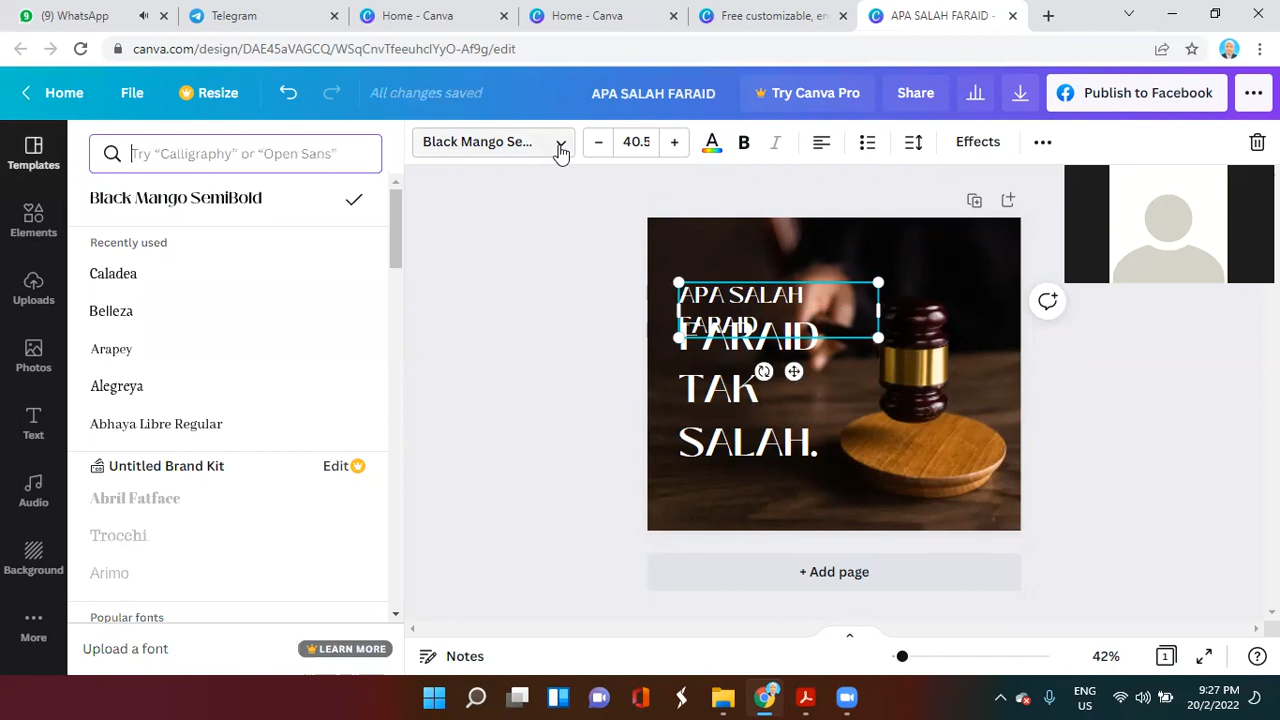 (3) WhatsApp
Telegram
Home - Canva
Home - Canva
Free customizable, en
APA SALAH FARAID -
canva.com/design/DAE45aVAGCQ/WSqCnvTfeeuhclYyO-Af9g/edit
Home
File
Resize
All changes saved
APA SALAH FARAID
Try Canva Pro
Share
Publish to Facebook
Templates
Elements
Uploads
Photos
Text
Audio
Background
More
Try “Calligraphy” or “Open Sans”
Black Mango SemiBold
Recently used
Caladea
Belleza
Arapey
Alegreya
Abhaya Libre Regular
Untitled Brand Kit
Edit
Abril Fatface
Trocchi
Arimo
Popular fonts
Upload a font
LEARN MORE
Black Mango Se...
– 40.5 +
A
B
I
Effects
APA SALAH
FARAID
FARAID
TAK
SALAH.
+ Add page
Notes
42%
1
ENG
US
9:27 PM
20/2/2022